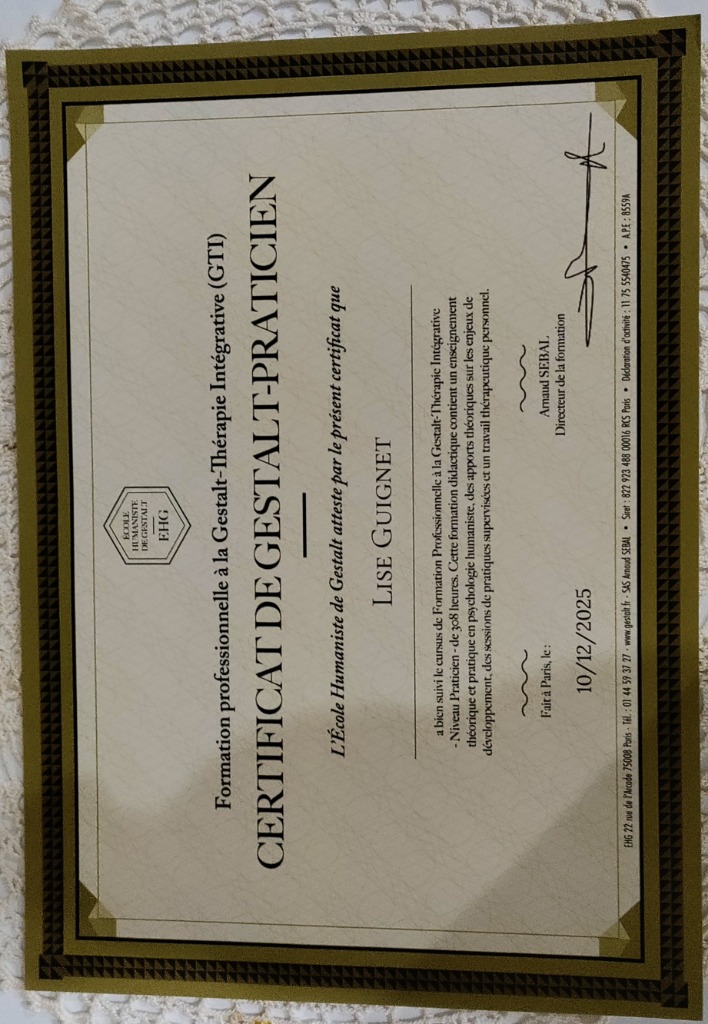 ÉCOLE
HUMANISTE
DE GESTALT
EHG
Formation professionnelle à la Gestalt-Thérapie Intégrative (GTI)
CERTIFICAT DE GESTALT-PRATICIEN
L'École Humaniste de Gestalt atteste par le présent certificat que
LISE GUIGNET
a bien suivi le cursus de Formation Professionnelle à la Gestalt-Thérapie Intégrative
- Niveau Praticien - de 308 heures. Cette formation didactique contient un enseignement
théorique et pratique en psychologie humaniste, des apports théoriques sur les enjeux de
développement, des sessions de pratiques supervisées et un travail thérapeutique personnel.
Fait à Paris, le :
10/12/2025
Arnaud SEBAL
Directeur de la formation
EHG 22 rue de l'Arcade 75008 Paris - Tél. : 01 44 59 37 27 - www.gestalt.fr - SAS Arnaud SEBAL • Siret : 822 923 488 00016 RCS Paris • Déclaration d'activité : 11 75 5540475 • A.P.E : 8559A